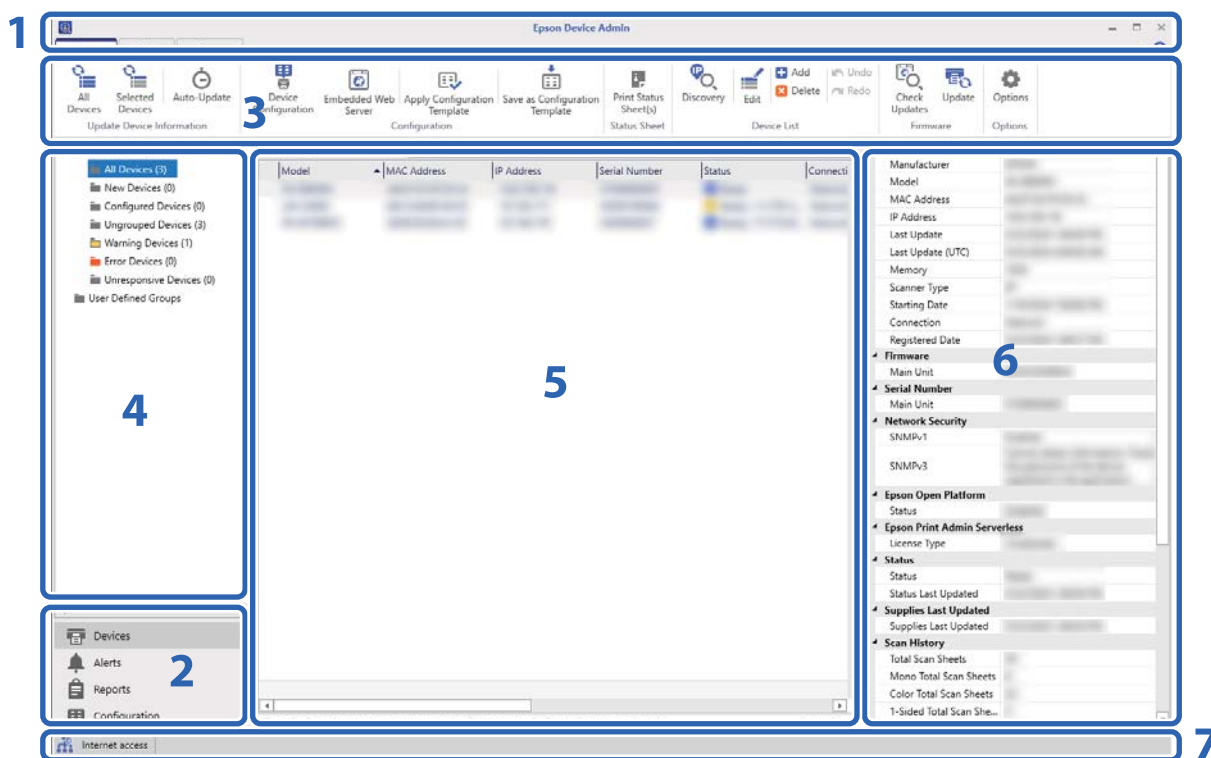 1
Epson Device Admin
All Devices
Selected Devices
Auto-Update
Update Device Information
3
Device Configuration
Embedded Web Server
Apply Configuration Template
Save as Configuration Template
Configuration
Print Status Sheet(s)
Status Sheet
Discovery
Edit
Add
Delete
Undo
Redo
Device List
Check Updates
Update
Firmware
Options
Options
All Devices (3)
New Devices (0)
Configured Devices (0)
Ungrouped Devices (3)
Warning Devices (1)
Error Devices (0)
Unresponsive Devices (0)
User Defined Groups
4
Devices
Alerts
Reports
Configuration
2
Model
MAC Address
IP Address
Serial Number
Status
Connecti
5
Manufacturer
Model
MAC Address
IP Address
Last Update
Last Update (UTC)
Memory
Scanner Type
Starting Date
Connection
Registered Date
Firmware
Main Unit
Serial Number
Main Unit
Network Security
SNMPv1
SNMPv3
Epson Open Platform
Status
Epson Print Admin Serverless
License Type
Status
Status
Status Last Updated
Supplies Last Updated
Supplies Last Updated
Scan History
Total Scan Sheets
Mono Total Scan Sheets
Color Total Scan Sheets
1-Sided Total Scan She...
6
Internet access
7